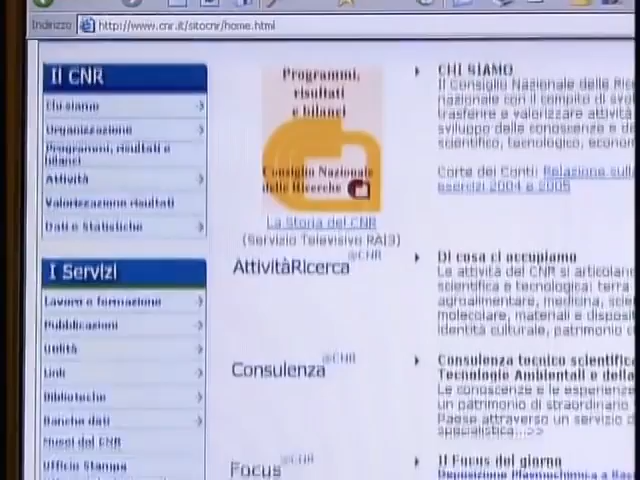 Indirizzo http://www.cnr.it/sitocnr/home.html
Il CNR
Chi siamo
Organizzazione
Programmi, risultati e
bilanci
Attività
Valorizzazione risultati
Dati e statistiche
I Servizi
Lavoro e formazione
Pubblicazioni
Utilità
Link
Biblioteche
Banche dati
Musei del CNR
Ufficio Stampa
Programmi,
risultati
e bilanci
Consiglio Nazionale
delle Ricerche
La Storia del CNR
(Servizio Televisivo RAI3)
@CNR
AttivitàRicerca
@CNR
Consulenza
@CNR
Focus
CHI SIAMO
Il Consiglio Nazionale delle Rice
nazionale con il compito di svo
trasferire e valorizzare attività
sviluppo delle conoscenze e d
scientifico, tecnologico, econom
Corte dei Conti: Relazione sull
esercizi 2004 e 2005
Di cosa ci occupiamo
Le attività del CNR si articolan
scientifica e tecnologica: terra
agroalimentare, medicina, scie
molecolare, materiali e disposit
identità culturale, patrimonio c
Consulenza tecnico scientific
Tecnologie Ambientali e della
Le conoscenze e le esperienze
un patrimonio di straordinario
Paese attraverso un servizio d
specialistica...>>
Il Focus del giorno